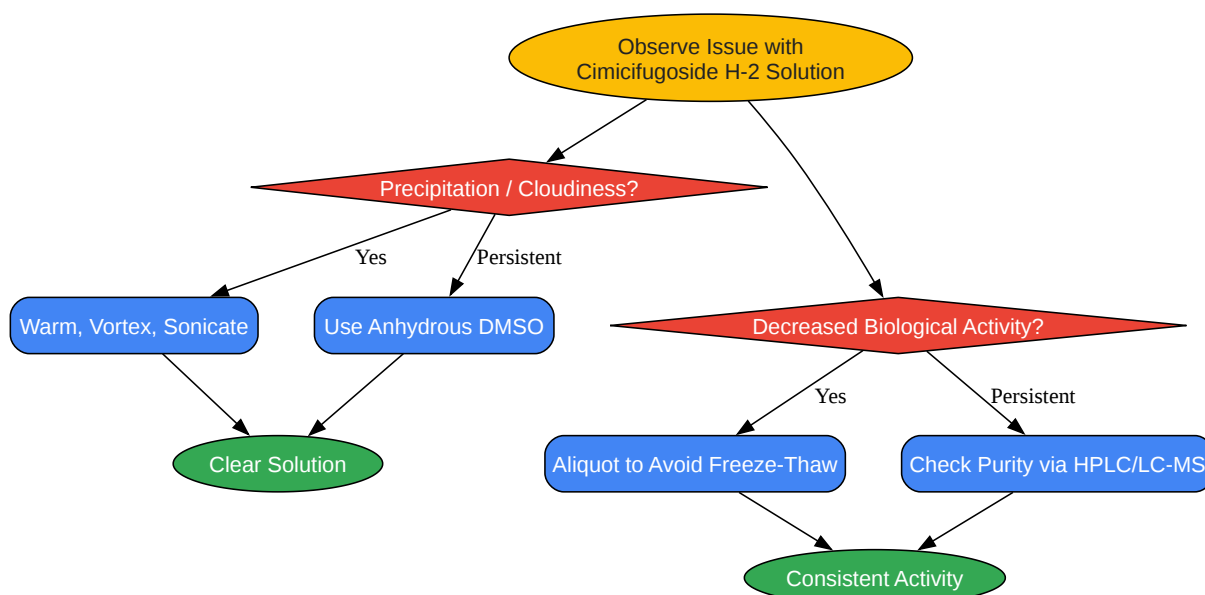 Observe Issue with
Cimicifugoside H-2 Solution
Precipitation / Cloudiness?
Yes
Persistent
Warm, Vortex, Sonicate
Use Anhydrous DMSO
Decreased Biological Activity?
Yes
Persistent
Clear Solution
Aliquot to Avoid Freeze-Thaw
Check Purity via HPLC/LC-MS
Consistent Activity